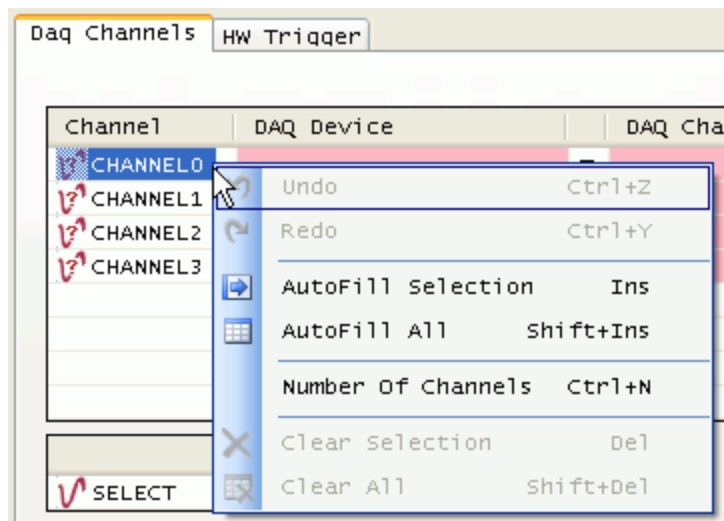 Daq Channels HW Trigger
Channel DAQ Device DAQ Cha
CHANNEL0
Undo Ctrl+Z
CHANNEL1
CHANNEL2 Redo Ctrl+Y
CHANNEL3
AutoFill Selection Ins
AutoFill All Shift+Ins
Number Of Channels Ctrl+N
Clear Selection Del
SELECT Clear All Shift+Del